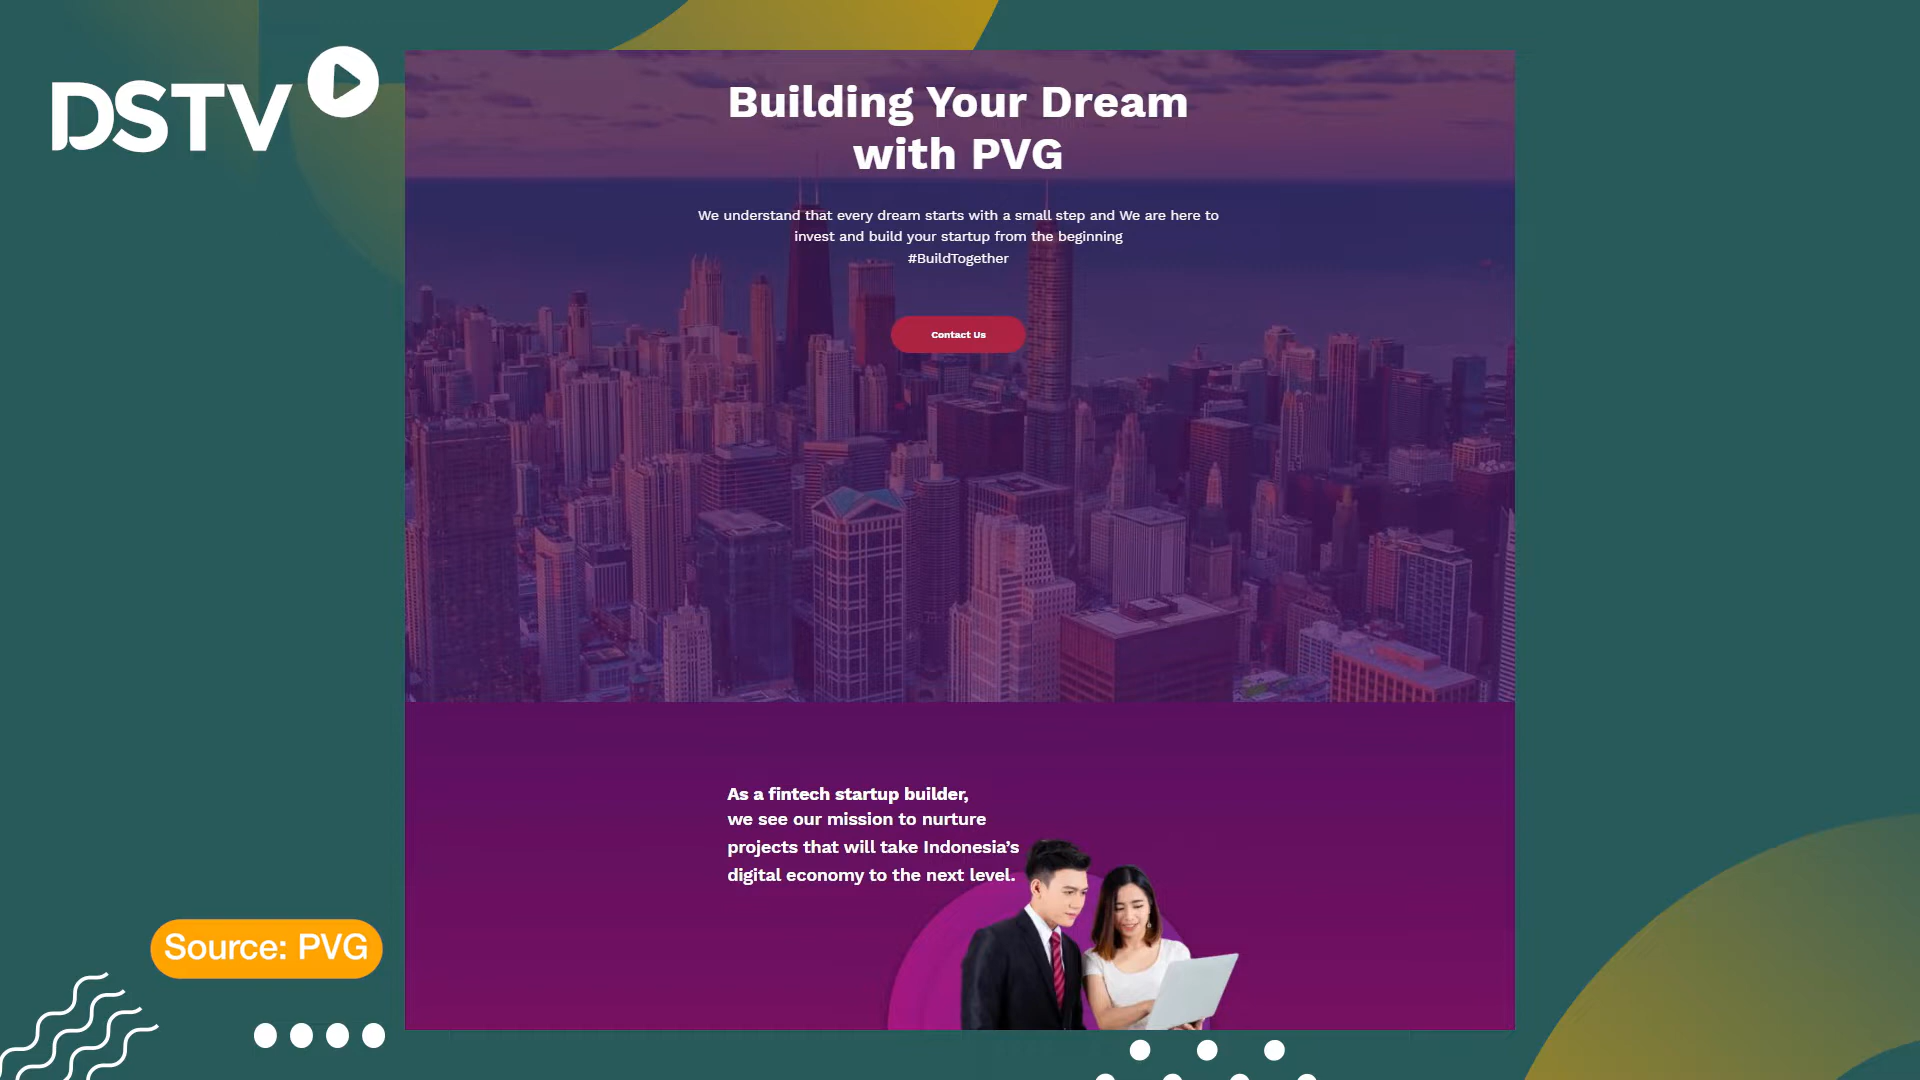 DSTV
Building Your Dream
with PVG
We understand that every dream starts with a small step and We are here to
invest and build your startup from the beginning
#BuildTogether
Contact Us
As a fintech startup builder,
we see our mission to nurture
projects that will take Indonesia’s
digital economy to the next level.
Source: PVG